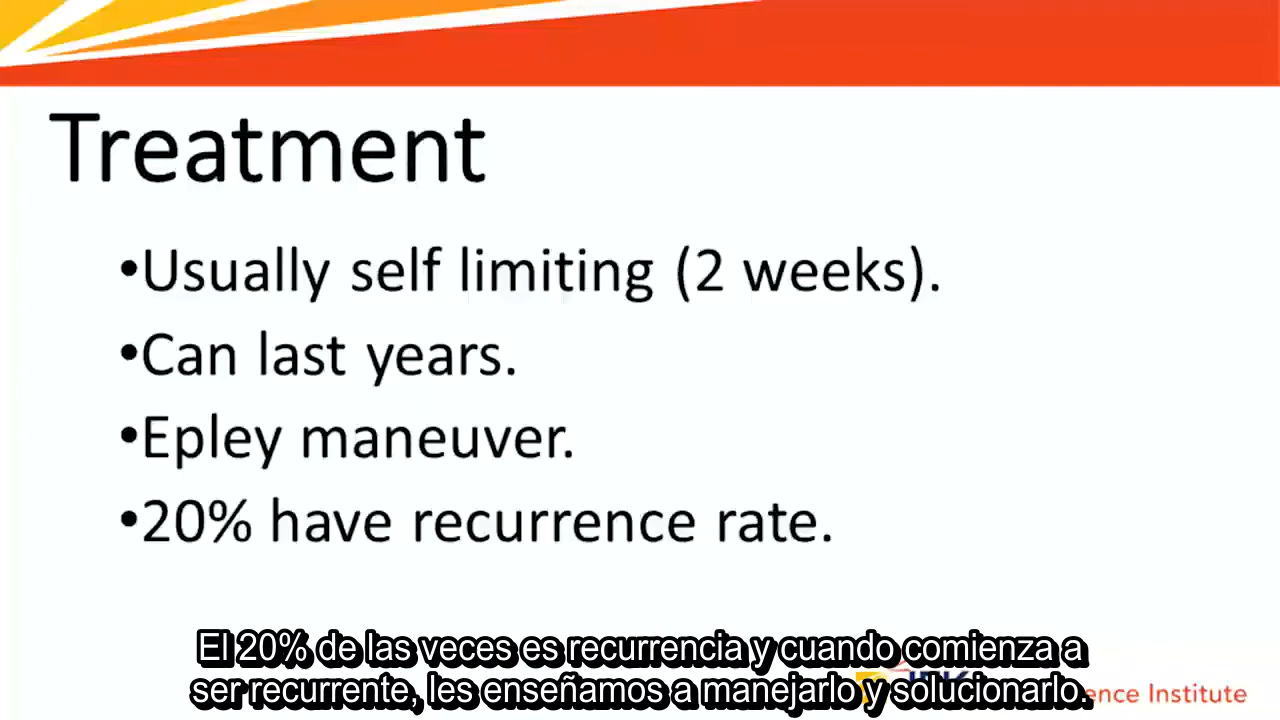 Treatment
•Usually self limiting (2 weeks).
•Can last years.
•Epley maneuver.
•20% have recurrence rate.
El 20% de las veces es recurrencia y cuando comienza a
ser recurrente, les enseñamos a manejarlo y solucionarlo.
Institute